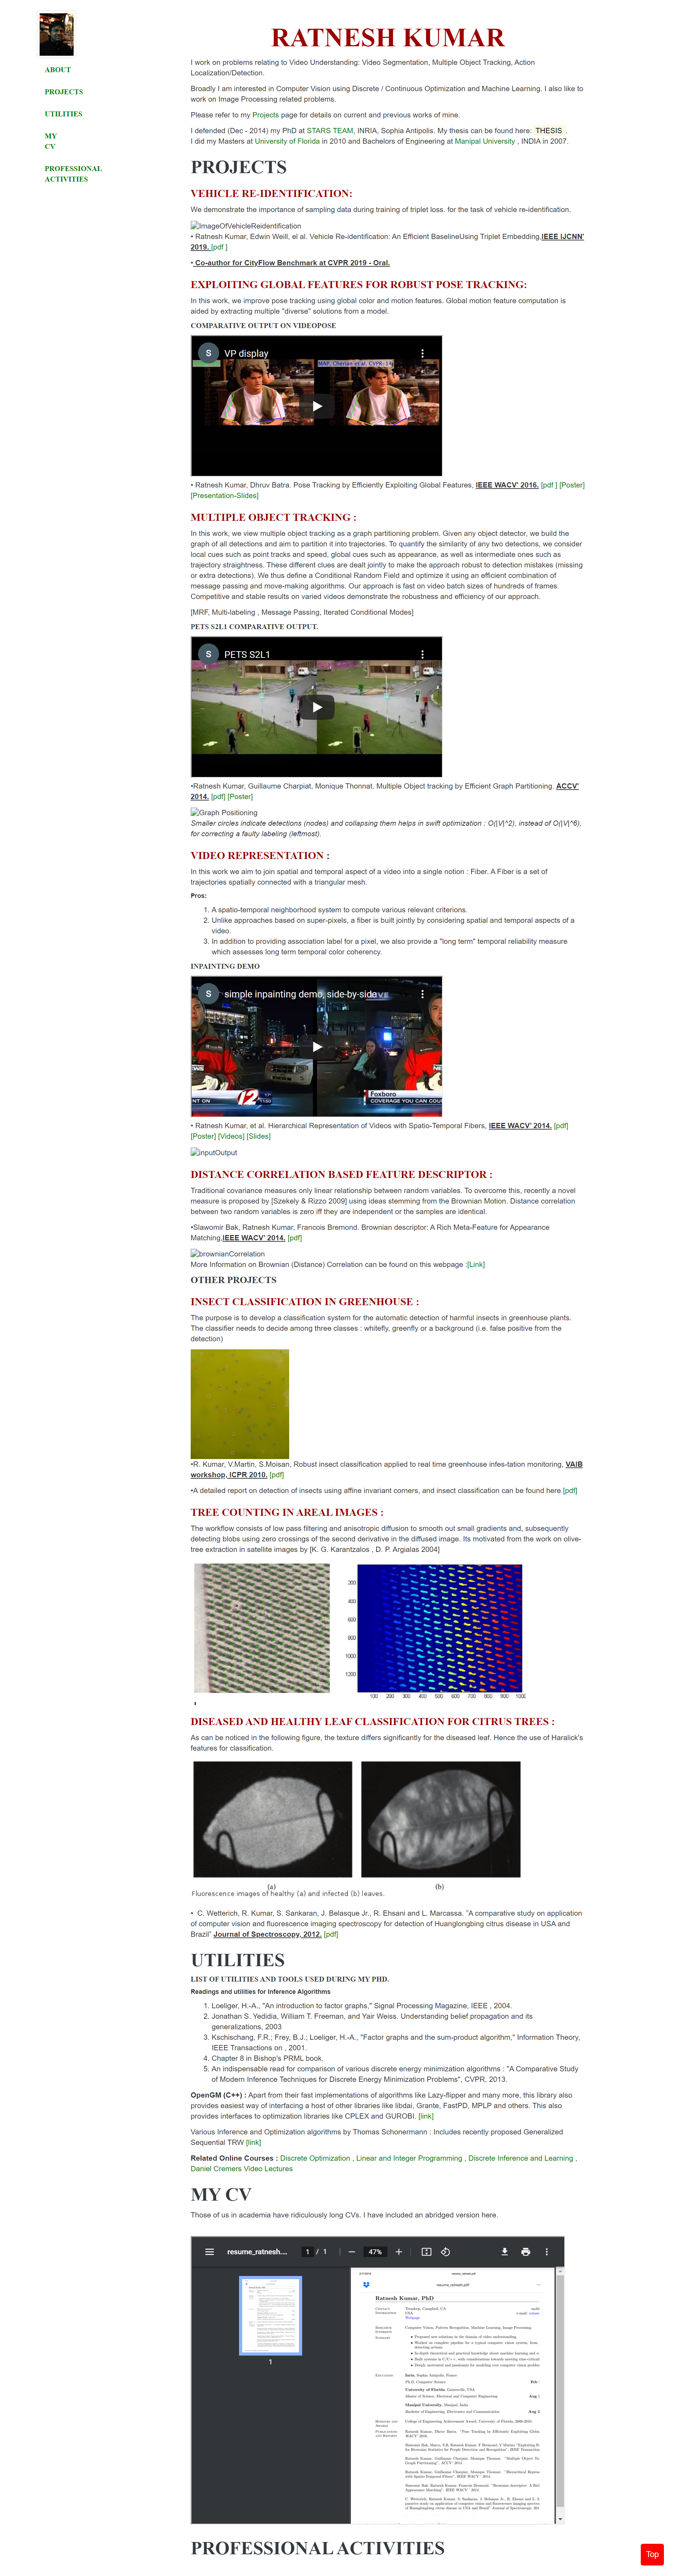 RATNESH KUMAR
ABOUT
PROJECTS
UTILITIES
MY
CV
PROFESSIONAL
ACTIVITIES
I work on problems relating to Video Understanding: Video Segmentation, Multiple Object Tracking, Action
Localization/Detection.
Broadly I am interested in Computer Vision using Discrete / Continuous Optimization and Machine Learning. I also like to
work on Image Processing related problems.
Please refer to my Projects page for details on current and previous works of mine.
I defended (Dec - 2014) my PhD at STARS TEAM, INRIA, Sophia Antipolis. My thesis can be found here: THESIS .
I did my Masters at University of Florida in 2010 and Bachelors of Engineering at Manipal University , INDIA in 2007.
PROJECTS
VEHICLE RE-IDENTIFICATION:
We demonstrate the importance of sampling data during training of triplet loss. for the task of vehicle re-identification.
ImageOfVehicleReidentification
• Ratnesh Kumar, Edwin Weill, el al. Vehicle Re-identification: An Efficient BaselineUsing Triplet Embedding,IEEE IJCNN'
2019. [pdf ]
• Co-author for CityFlow Benchmark at CVPR 2019 - Oral.
EXPLOITING GLOBAL FEATURES FOR ROBUST POSE TRACKING:
In this work, we improve pose tracking using global color and motion features. Global motion feature computation is
aided by extracting multiple "diverse" solutions from a model.
COMPARATIVE OUTPUT ON VIDEOPOSE
S VP display
MAP, Cherian et al, CVPR-14
• Ratnesh Kumar, Dhruv Batra. Pose Tracking by Efficiently Exploiting Global Features, IEEE WACV' 2016. [pdf ] [Poster]
[Presentation-Slides]
MULTIPLE OBJECT TRACKING :
In this work, we view multiple object tracking as a graph partitioning problem. Given any object detector, we build the
graph of all detections and aim to partition it into trajectories. To quantify the similarity of any two detections, we consider
local cues such as point tracks and speed, global cues such as appearance, as well as intermediate ones such as
trajectory straightness. These different clues are dealt jointly to make the approach robust to detection mistakes (missing
or extra detections). We thus define a Conditional Random Field and optimize it using an efficient combination of
message passing and move-making algorithms. Our approach is fast on video batch sizes of hundreds of frames.
Competitive and stable results on varied videos demonstrate the robustness and efficiency of our approach.
[MRF, Multi-labeling , Message Passing, Iterated Conditional Modes]
PETS S2L1 COMPARATIVE OUTPUT.
S PETS S2L1
•Ratnesh Kumar, Guillaume Charpiat, Monique Thonnat. Multiple Object tracking by Efficient Graph Partitioning. ACCV'
2014. [pdf] [Poster]
Graph Positioning
Smaller circles indicate detections (nodes) and collapsing them helps in swift optimization : O(|V|^2), instead of O(|V|^6),
for correcting a faulty labeling (leftmost).
VIDEO REPRESENTATION :
In this work we aim to join spatial and temporal aspect of a video into a single notion : Fiber. A Fiber is a set of
trajectories spatially connected with a triangular mesh.
Pros:
1. A spatio-temporal neighborhood system to compute various relevant criterions.
2. Unlike approaches based on super-pixels, a fiber is built jointly by considering spatial and temporal aspects of a
video.
3. In addition to providing association label for a pixel, we also provide a "long term" temporal reliability measure
which assesses long term temporal color coherency.
INPAINTING DEMO
S simple inpainting demo, side-by-side
Foxboro
COVERAGE YOU CAN COU
12
• Ratnesh Kumar, et al. Hierarchical Representation of Videos with Spatio-Temporal Fibers, IEEE WACV' 2014. [pdf]
[Poster] [Videos] [Slides]
inputOutput
DISTANCE CORRELATION BASED FEATURE DESCRIPTOR :
Traditional covariance measures only linear relationship between random variables. To overcome this, recently a novel
measure is proposed by [Szekely & Rizzo 2009] using ideas stemming from the Brownian Motion. Distance correlation
between two random variables is zero iff they are independent or the samples are identical.
•Slawomir Bak, Ratnesh Kumar, Francois Bremond. Brownian descriptor: A Rich Meta-Feature for Appearance
Matching,IEEE WACV' 2014. [pdf]
brownianCorrelation
More Information on Brownian (Distance) Correlation can be found on this webpage :[Link]
OTHER PROJECTS
INSECT CLASSIFICATION IN GREENHOUSE :
The purpose is to develop a classification system for the automatic detection of harmful insects in greenhouse plants.
The classifier needs to decide among three classes : whitefly, greenfly or a background (i.e. false positive from the
detection)
•R. Kumar, V.Martin, S.Moisan, Robust insect classification applied to real time greenhouse infes-tation monitoring, VAIB
workshop, ICPR 2010. [pdf]
•A detailed report on detection of insects using affine invariant corners, and insect classification can be found here [pdf]
TREE COUNTING IN AREAL IMAGES :
The workflow consists of low pass filtering and anisotropic diffusion to smooth out small gradients and, subsequently
detecting blobs using zero crossings of the second derivative in the diffused image. Its motivated from the work on olive-
tree extraction in satellite images by [K. G. Karantzalos , D. P. Argialas 2004]
200
400
600
800
1000
1200
100 200 300 400 500 600 700 800 900 1000
DISEASED AND HEALTHY LEAF CLASSIFICATION FOR CITRUS TREES :
As can be noticed in the following figure, the texture differs significantly for the diseased leaf. Hence the use of Haralick's
features for classification.
(a) (b)
Fluorescence images of healthy (a) and infected (b) leaves.
• C. Wetterich, R. Kumar, S. Sankaran, J. Belasque Jr., R. Ehsani and L. Marcassa. "A comparative study on application
of computer vision and fluorescence imaging spectroscopy for detection of Huanglongbing citrus disease in USA and
Brazil" Journal of Spectroscopy, 2012. [pdf]
UTILITIES
LIST OF UTILITIES AND TOOLS USED DURING MY PHD.
Readings and utilities for Inference Algorithms
1. Loeliger, H.-A., "An introduction to factor graphs," Signal Processing Magazine, IEEE , 2004.
2. Jonathan S. Yedidia, William T. Freeman, and Yair Weiss. Understanding belief propagation and its
generalizations, 2003
3. Kschischang, F.R.; Frey, B.J.; Loeliger, H.-A., "Factor graphs and the sum-product algorithm," Information Theory,
IEEE Transactions on , 2001.
4. Chapter 8 in Bishop's PRML book.
5. An indispensable read for comparison of various discrete energy minimization algorithms : "A Comparative Study
of Modern Inference Techniques for Discrete Energy Minimization Problems", CVPR, 2013.
OpenGM (C++) : Apart from their fast implementations of algorithms like Lazy-flipper and many more, this library also
provides easiest way of interfacing a host of other libraries like libdai, Grante, FastPD, MPLP and others. This also
provides interfaces to optimization libraries like CPLEX and GUROBI. [link]
Various Inference and Optimization algorithms by Thomas Schonermann : Includes recently proposed Generalized
Sequential TRW [link]
Related Online Courses : Discrete Optimization , Linear and Integer Programming , Discrete Inference and Learning ,
Daniel Cremers Video Lectures
MY CV
Those of us in academia have ridiculously long CVs. I have included an abridged version here.
resume_ratnesh... 1 / 1 47%
resume_ratnesh.pdf
Ratnesh Kumar, PhD
1
PROFESSIONAL ACTIVITIES
Top